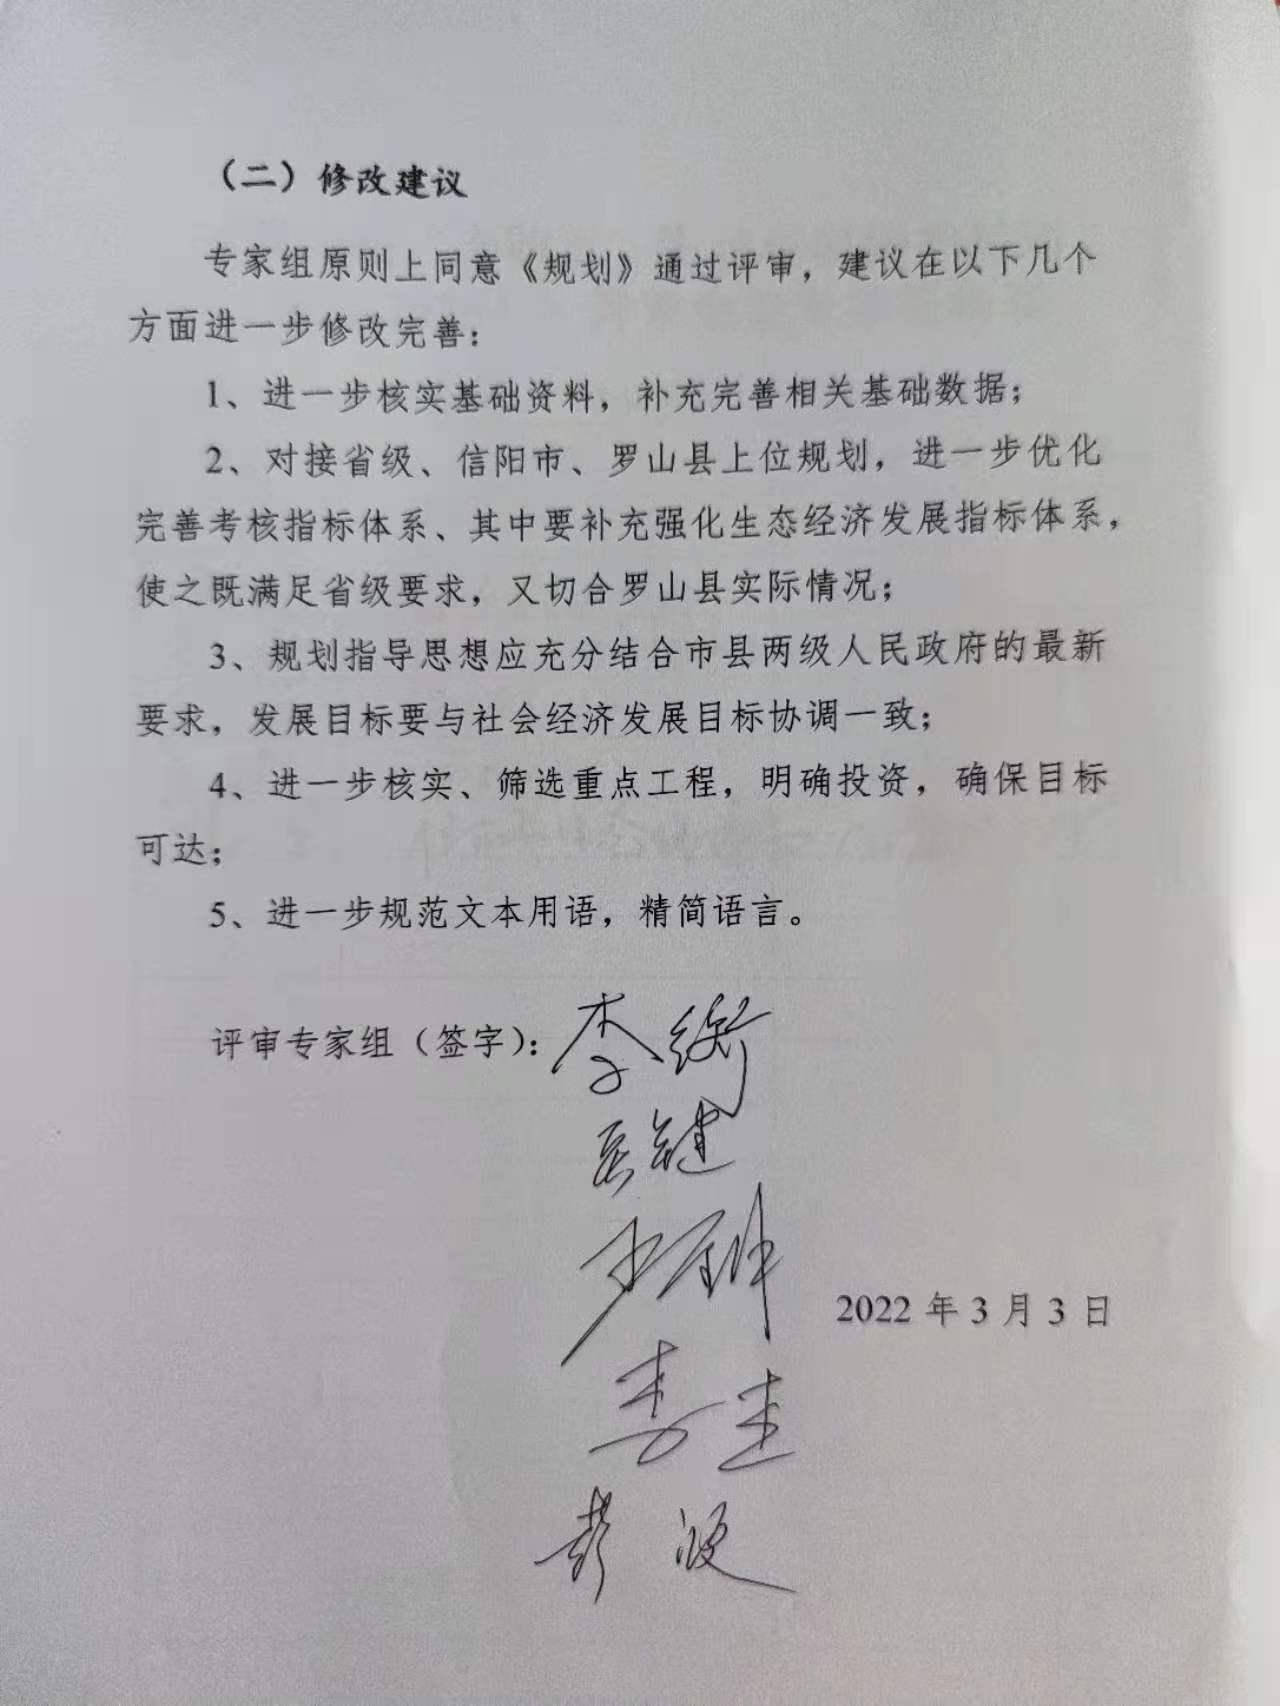 （二）修改建议
专家组原则上同意《规划》通过评审，建议在以下几个
方面进一步修改完善：
1、进一步核实基础资料，补充完善相关基础数据；
2、对接省级、信阳市、罗山县上位规划，进一步优化
完善考核指标体系、其中要补充强化生态经济发展指标体系，
使之既满足省级要求，又切合罗山县实际情况；
3、规划指导思想应充分结合市县两级人民政府的最新
要求，发展目标要与社会经济发展目标协调一致；
4、进一步核实、筛选重点工程，明确投资，确保目标
可达；
5、进一步规范文本用语，精简语言。
评审专家组（签字）：李
2022 年 3 月 3 日
李
彭